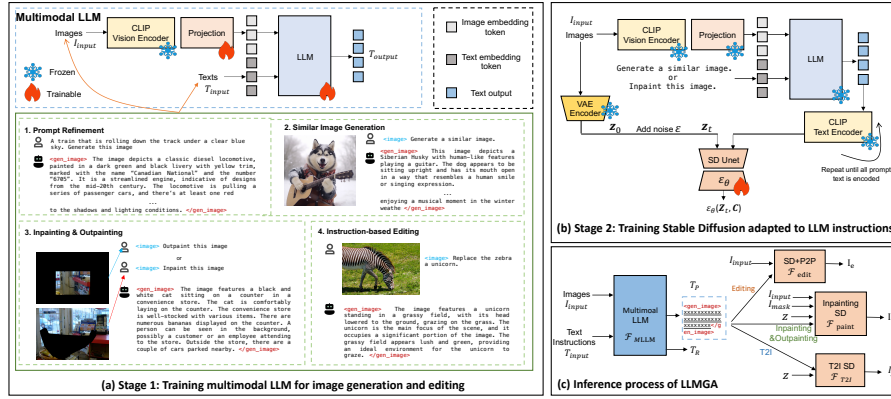 Multimodal LLM
Images
I_input
CLIP
Vision Encoder
Projection
LLM
T_output
Texts
T_input
Frozen
Trainable
Image embedding
token
Text embedding
token
Text output
1. Prompt Refinement
A train that is rolling down the track under a clear blue
sky. Generate this image
<gen_image> The image depicts a classic diesel locomotive,
painted in a dark green and black livery with yellow trim,
marked with the name "Canadian National" and the number
"6705". It is a streamlined engine, indicative of designs
from the mid-20th century. The locomotive is pulling a
series of passenger cars, and there's at least one red
...
to the shadows and lighting conditions. </gen_image>
2. Similar Image Generation
<image> Generate a similar image.
<gen_image> This image depicts a
Siberian Husky with human-like features
playing a guitar. The dog appears to be
sitting upright and has its mouth open
in a way that resembles a human smile
or singing expression.
...
enjoying a musical moment in the winter
weathe </gen_image>
3. Inpainting & Outpainting
<image> Outpaint this image
or
<image> Inpaint this image
<gen_image> The image features a black and
white cat sitting on a counter in a
convenience store. The cat is comfortably
laying on the counter. The convenience store
is well-stocked with various items. There are
numerous bananas displayed on the counter. A
person can be seen in the background,
possibly a customer or an employee attending
to the store. Outside the store, there are a
couple of cars parked nearby. </gen_image>
4. Instruction-based Editing
<image> Replace the zebra
a unicorn.
<gen_image> The image features a unicorn
standing in a grassy field, with its head
lowered to the ground, grazing on the grass. The
unicorn is the main focus of the scene, and it
occupies a significant portion of the image. The
grassy field appears lush and green, providing
an ideal environment for the unicorn to
graze. </gen_image>
(a) Stage 1: Training multimodal LLM for image generation and editing
I_input
Images
CLIP
Vision Encoder
Projection
LLM
Generate a similar image.
or
Inpaint this image.
VAE
Encoder
Z_0
Add noise ε
Z_t
CLIP
Text Encoder
SD Unet
ε_θ
Repeat until all prompt
text is encoded
ε_θ(Z_t, C)
(b) Stage 2: Training Stable Diffusion adapted to LLM instructions
Images
I_input
Text
Instructions
T_input
Multimoal
LLM
F_MLLM
T_P
<gen_image>
xxxxxxxxxx
xxxxxxxxxx
xxxxxxxx</g
en_image>
T_R
Editing
Inpainting
&Outpainting
T2I
I_input
SD+P2P
F_edit
I_e
I_input
I_mask
Z
Inpainting
SD
F_paint
I
Z
T2I SD
F_T2I
I
(c) Inference process of LLMGA